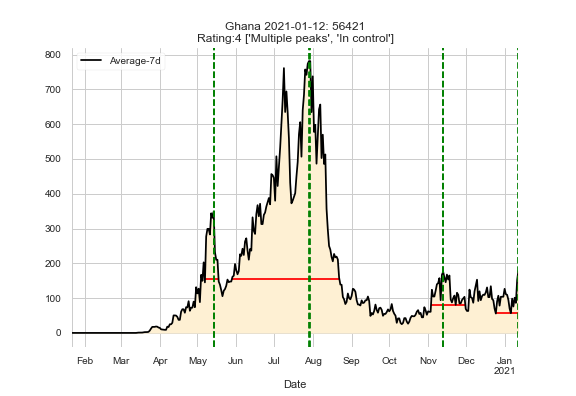 Ghana 2021-01-12: 56421
Rating:4 ['Multiple peaks', 'In control']
Average-7d
800
700
600
500
400
300
200
100
0
Feb Mar Apr May Jun Jul Aug Sep Oct Nov Dec Jan
2021
Date